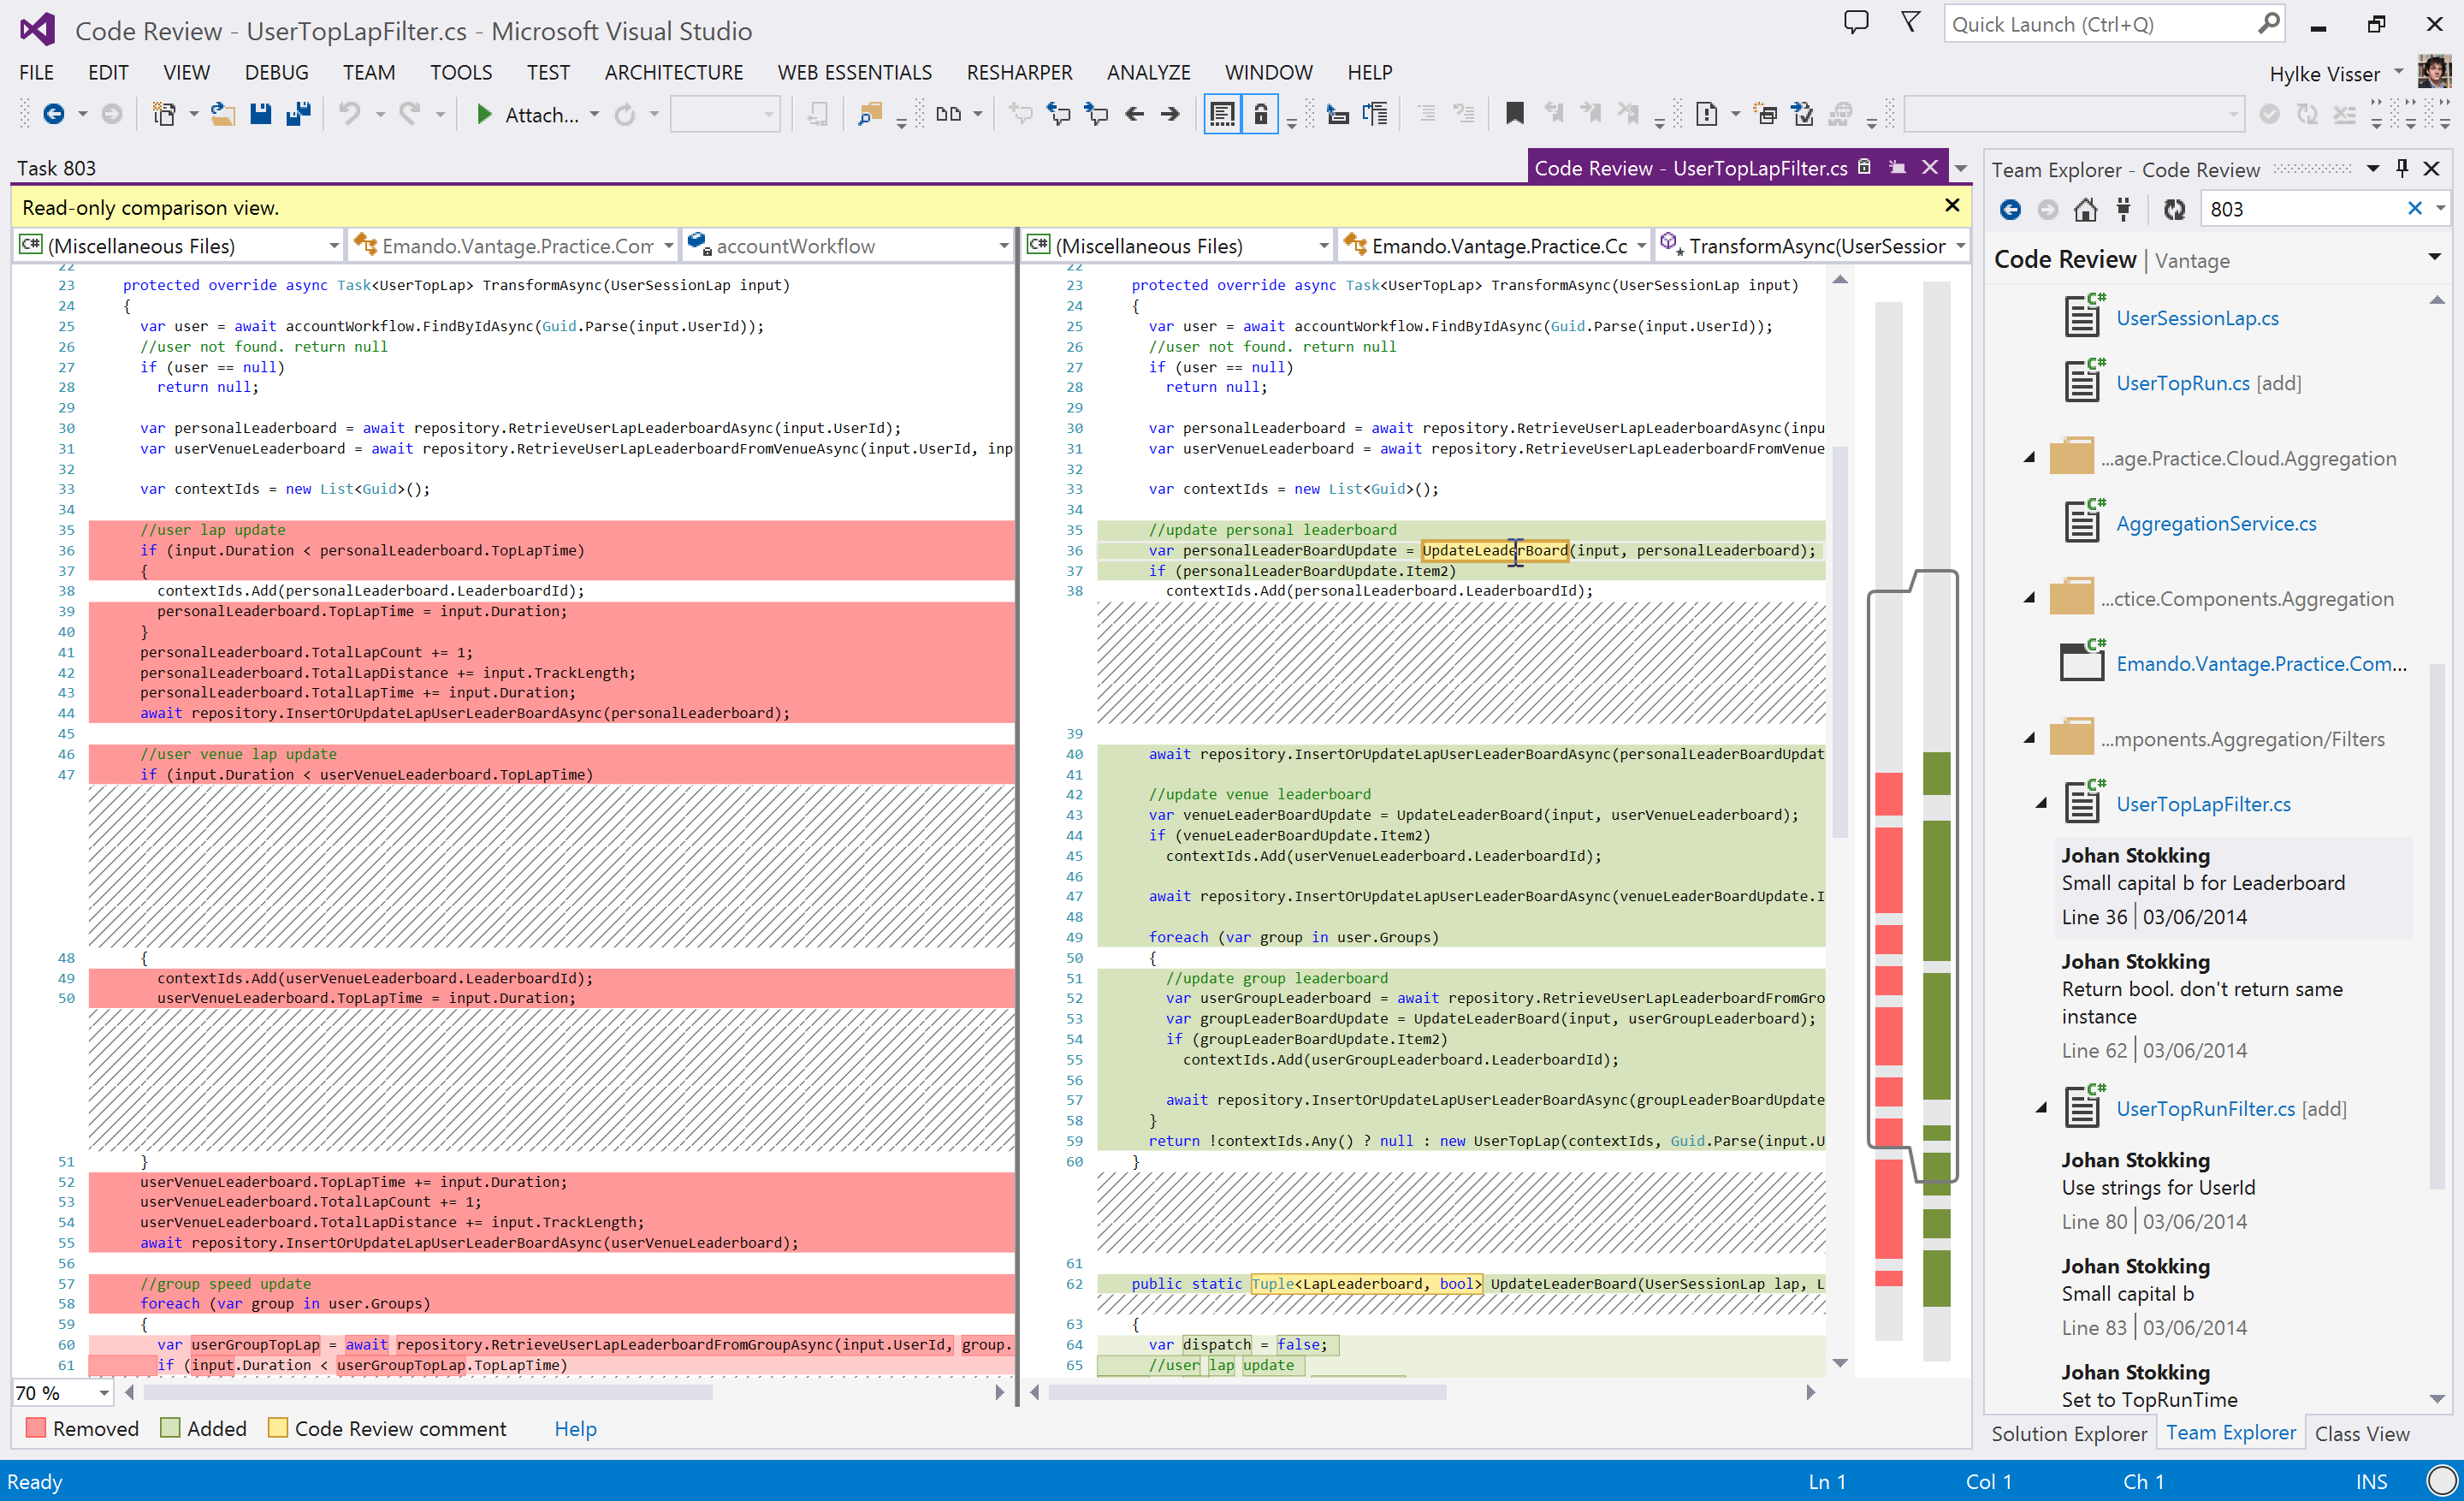 Code Review - UserTopLapFilter.cs - Microsoft Visual Studio
Quick Launch (Ctrl+Q)
FILE EDIT VIEW DEBUG TEAM TOOLS TEST ARCHITECTURE WEB ESSENTIALS RESHARPER ANALYZE WINDOW HELP
Hylke Visser
Attach...
Task 803
Code Review - UserTopLapFilter.cs
Read-only comparison view.
(Miscellaneous Files) Emando.Vantage.Practice.Com accountWorkflow
22
23 protected override async Task<UserTopLap> TransformAsync(UserSessionLap input)
24 {
25 var user = await accountWorkflow.FindByIdAsync(Guid.Parse(input.UserId));
26 //user not found. return null
27 if (user == null)
28 return null;
29
30 var personalLeaderboard = await repository.RetrieveUserLapLeaderboardAsync(input.UserId);
31 var userVenueLeaderboard = await repository.RetrieveUserLapLeaderboardFromVenueAsync(input.UserId, inp
32
33 var contextIds = new List<Guid>();
34
35 //user lap update
36 if (input.Duration < personalLeaderboard.TopLapTime)
37 {
38 contextIds.Add(personalLeaderboard.LeaderboardId);
39 personalLeaderboard.TopLapTime = input.Duration;
40 }
41 personalLeaderboard.TotalLapCount += 1;
42 personalLeaderboard.TotalLapDistance += input.TrackLength;
43 personalLeaderboard.TotalLapTime += input.Duration;
44 await repository.InsertOrUpdateLapUserLeaderBoardAsync(personalLeaderboard);
45
46 //user venue lap update
47 if (input.Duration < userVenueLeaderboard.TopLapTime)
48 {
49 contextIds.Add(userVenueLeaderboard.LeaderboardId);
50 userVenueLeaderboard.TopLapTime = input.Duration;
51 }
52 userVenueLeaderboard.TopLapTime += input.Duration;
53 userVenueLeaderboard.TotalLapCount += 1;
54 userVenueLeaderboard.TotalLapDistance += input.TrackLength;
55 await repository.InsertOrUpdateLapUserLeaderBoardAsync(userVenueLeaderboard);
56
57 //group speed update
58 foreach (var group in user.Groups)
59 {
60 var userGroupTopLap = await repository.RetrieveUserLapLeaderboardFromGroupAsync(input.UserId, group.
61 if (input.Duration < userGroupTopLap.TopLapTime)
70 %
(Miscellaneous Files) Emando.Vantage.Practice.Cc TransformAsync(UserSession
22
23 protected override async Task<UserTopLap> TransformAsync(UserSessionLap input)
24 {
25 var user = await accountWorkflow.FindByIdAsync(Guid.Parse(input.UserId));
26 //user not found. return null
27 if (user == null)
28 return null;
29
30 var personalLeaderboard = await repository.RetrieveUserLapLeaderboardAsync(inpu
31 var userVenueLeaderboard = await repository.RetrieveUserLapLeaderboardFromVenue
32
33 var contextIds = new List<Guid>();
34
35 //update personal leaderboard
36 var personalLeaderBoardUpdate = UpdateLeaderBoard(input, personalLeaderboard);
37 if (personalLeaderBoardUpdate.Item2)
38 contextIds.Add(personalLeaderboard.LeaderboardId);
39
40 await repository.InsertOrUpdateLapUserLeaderBoardAsync(personalLeaderBoardUpdat
41
42 //update venue leaderboard
43 var venueLeaderBoardUpdate = UpdateLeaderBoard(input, userVenueLeaderboard);
44 if (venueLeaderBoardUpdate.Item2)
45 contextIds.Add(userVenueLeaderboard.LeaderboardId);
46
47 await repository.InsertOrUpdateLapUserLeaderBoardAsync(venueLeaderBoardUpdate.I
48
49 foreach (var group in user.Groups)
50 {
51 //update group leaderboard
52 var userGroupLeaderboard = await repository.RetrieveUserLapLeaderboardFromGro
53 var groupLeaderBoardUpdate = UpdateLeaderBoard(input, userGroupLeaderboard);
54 if (groupLeaderBoardUpdate.Item2)
55 contextIds.Add(userGroupLeaderboard.LeaderboardId);
56
57 await repository.InsertOrUpdateLapUserLeaderBoardAsync(groupLeaderBoardUpdate
58 }
59 return !contextIds.Any() ? null : new UserTopLap(contextIds, Guid.Parse(input.U
60 }
61
62 public static Tuple<LapLeaderboard, bool> UpdateLeaderBoard(UserSessionLap lap, L
63 {
64 var dispatch = false;
65 //user lap update
Removed Added Code Review comment Help
Team Explorer - Code Review
803
Code Review | Vantage
UserSessionLap.cs
UserTopRun.cs [add]
...age.Practice.Cloud.Aggregation
AggregationService.cs
...ctice.Components.Aggregation
Emando.Vantage.Practice.Com...
...mponents.Aggregation/Filters
UserTopLapFilter.cs
Johan Stokking
Small capital b for Leaderboard
Line 36 | 03/06/2014
Johan Stokking
Return bool. don't return same
instance
Line 62 | 03/06/2014
UserTopRunFilter.cs [add]
Johan Stokking
Use strings for UserId
Line 80 | 03/06/2014
Johan Stokking
Small capital b
Line 83 | 03/06/2014
Johan Stokking
Set to TopRunTime
Solution Explorer Team Explorer Class View
Ready Ln 1 Col 1 Ch 1 INS